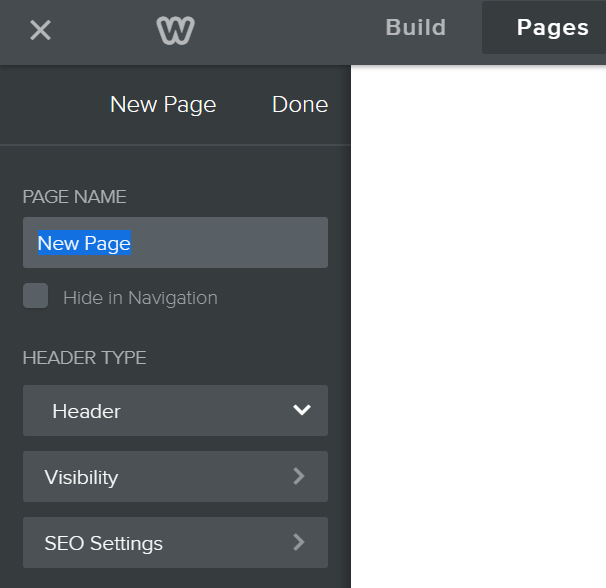 Build Pages
New Page Done
PAGE NAME
New Page
Hide in Navigation
HEADER TYPE
Header
Visibility
SEO Settings